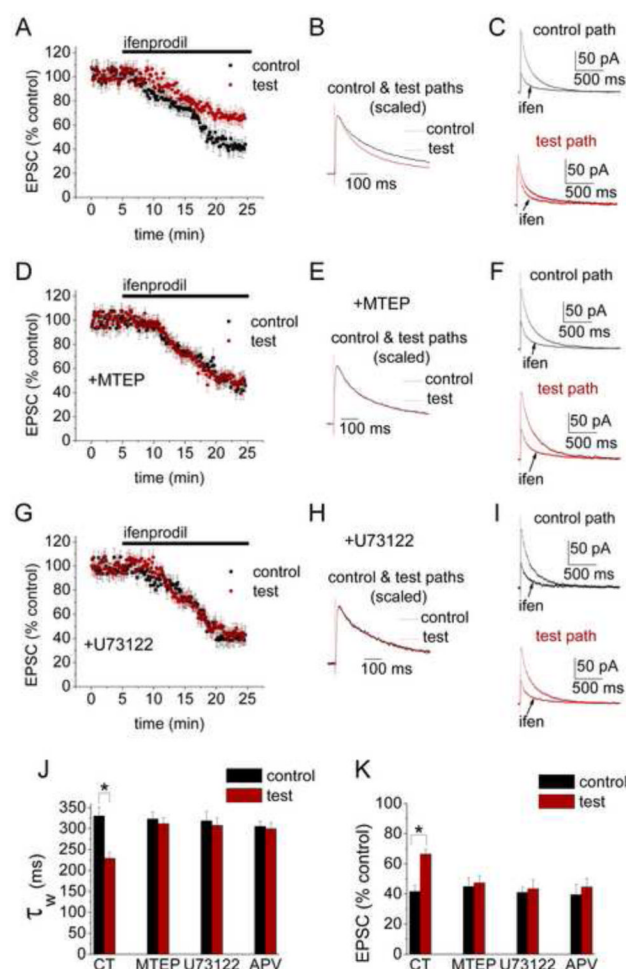 A
ifenprodil
120
100
80
60
40
20
0
EPSC (% control)
control
test
0 5 10 15 20 25
time (min)
B
control & test paths
(scaled)
control
test
100 ms
C
control path
50 pA
500 ms
ifen
test path
50 pA
500 ms
ifen
D
ifenprodil
120
100
80
60
40
20
0
EPSC (% control)
control
test
+MTEP
0 5 10 15 20 25
time (min)
E
+MTEP
control & test paths
(scaled)
control
test
100 ms
F
control path
50 pA
500 ms
ifen
test path
50 pA
500 ms
ifen
G
ifenprodil
120
100
80
60
40
20
0
EPSC (% control)
control
test
+U73122
0 5 10 15 20 25
time (min)
H
+U73122
control & test paths
(scaled)
control
test
100 ms
I
control path
50 pA
500 ms
ifen
test path
50 pA
500 ms
ifen
J
control
test
*
350
300
250
200
150
100
50
0
τw (ms)
CT MTEP U73122 APV
K
control
test
*
100
80
60
40
20
0
EPSC (% control)
CT MTEP U73122 APV